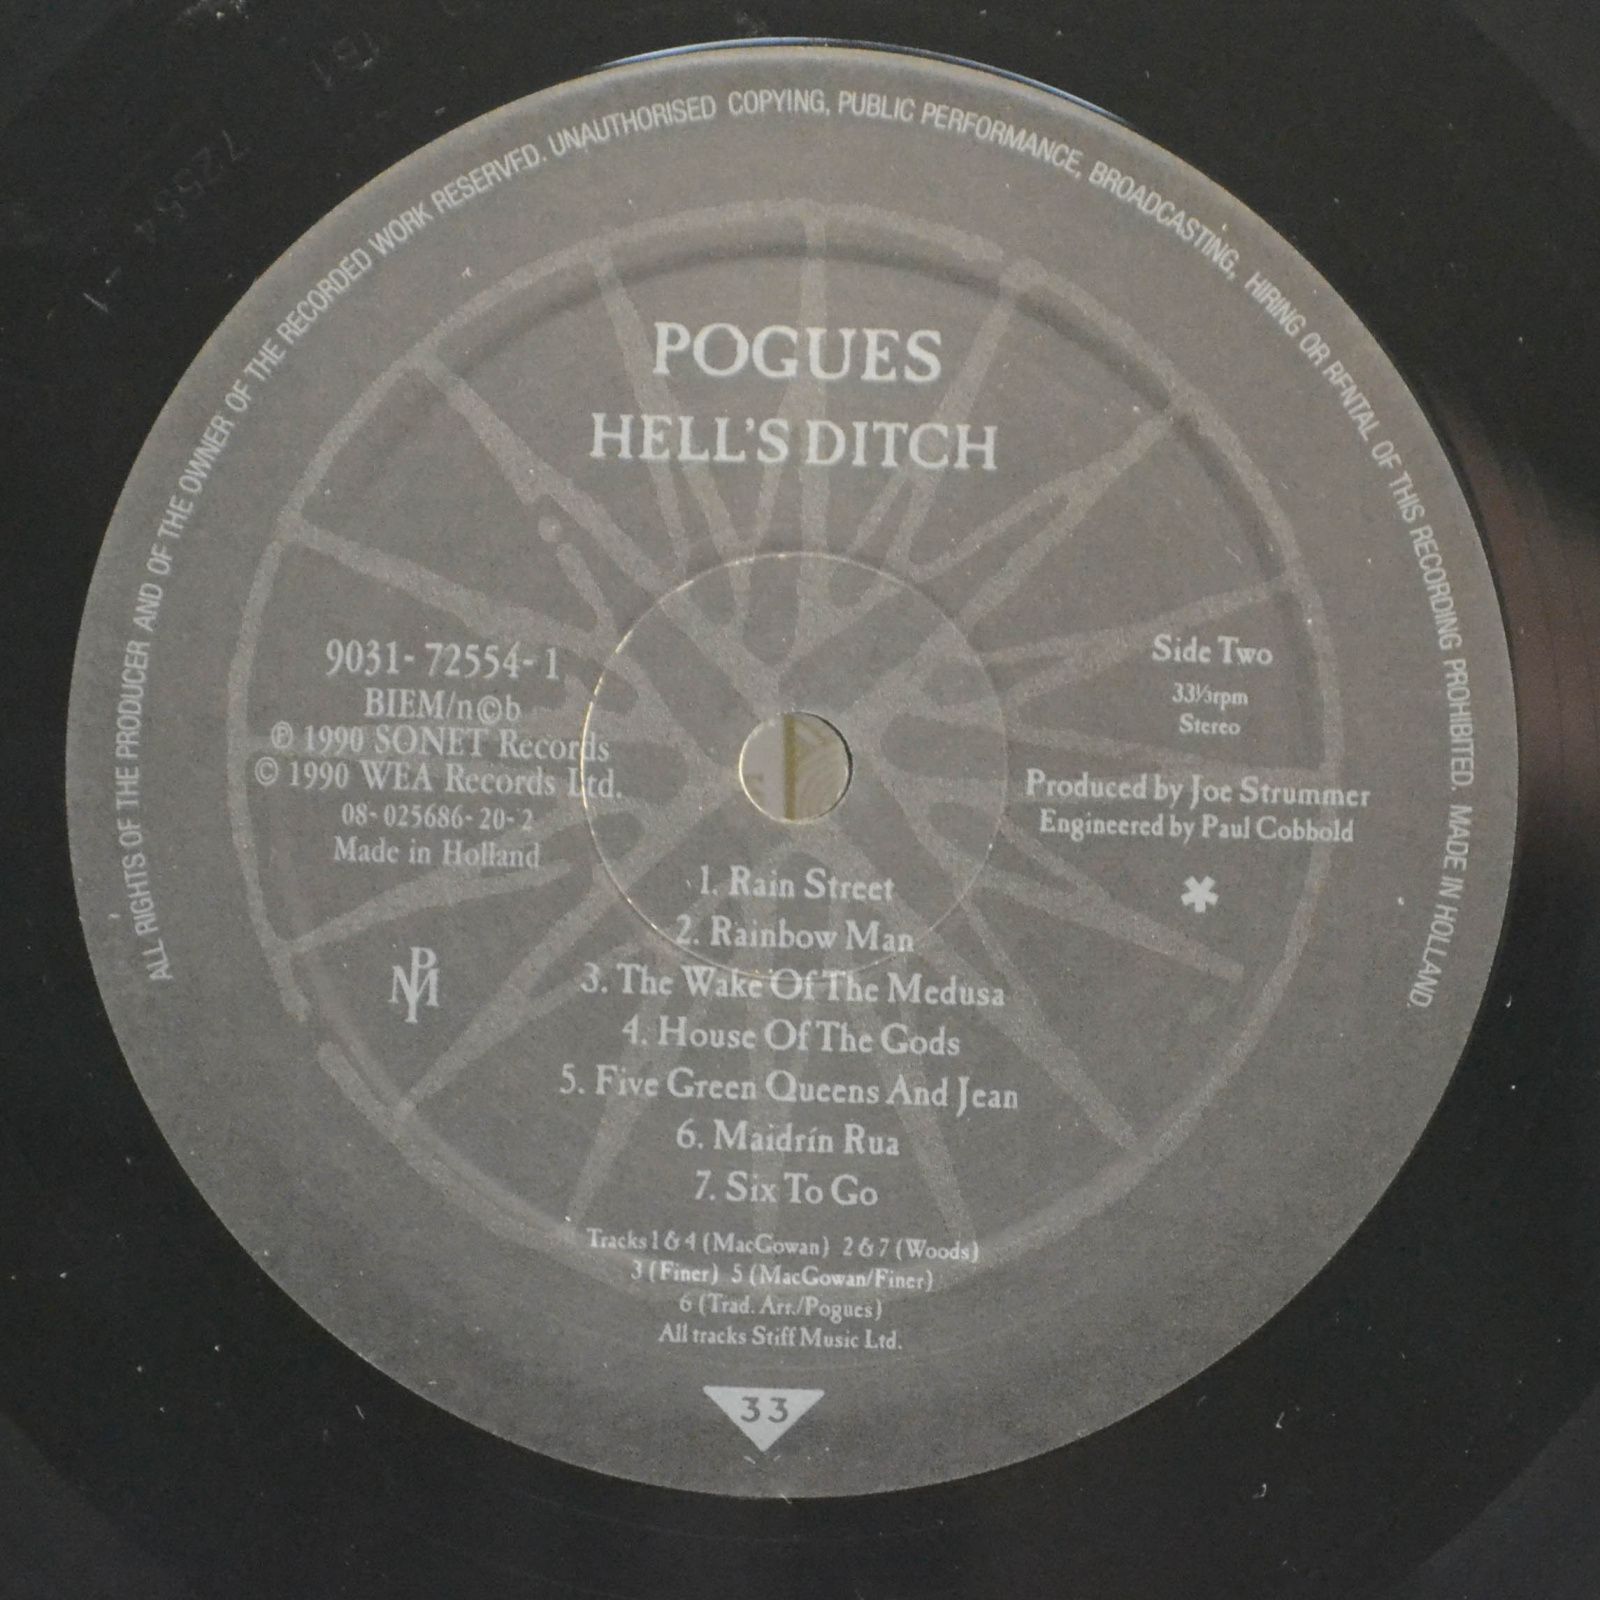 ALL RIGHTS OF THE PRODUCER AND OF THE OWNER OF THE RECORDED WORK RESERVED. UNAUTHORISED COPYING, PUBLIC PERFORMANCE, BROADCASTING, HIRING OR RENTAL OF THIS RECORDING PROHIBITED. MADE IN HOLLAND.
POGUES
HELL'S DITCH
9031-72554-1
BIEM/n©b
℗ 1990 SONET Records
© 1990 WEA Records Ltd.
08-025686-20-2
Made in Holland
Side Two
33⅓rpm
Stereo
Produced by Joe Strummer
Engineered by Paul Cobbold
*
1. Rain Street
2. Rainbow Man
3. The Wake Of The Medusa
4. House Of The Gods
5. Five Green Queens And Jean
6. Maidrín Rua
7. Six To Go
Tracks 1 & 4 (MacGowan) 2 & 7 (Woods)
3 (Finer) 5 (MacGowan/Finer)
6 (Trad. Arr./Pogues)
All tracks Stiff Music Ltd.
33